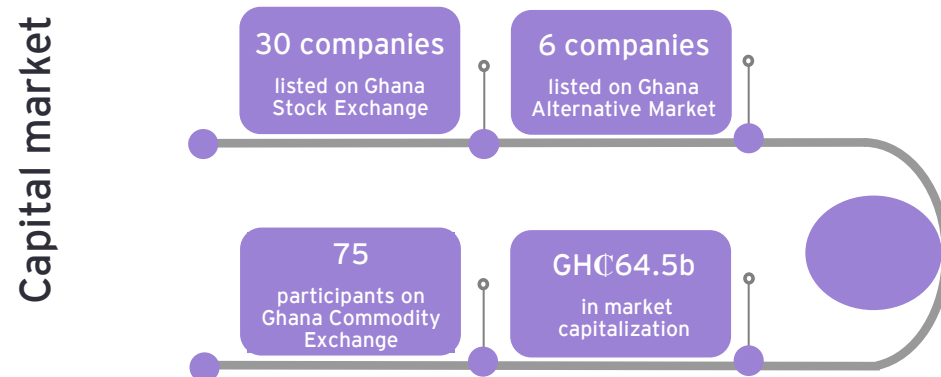 Capital market
30 companies
listed on Ghana
Stock Exchange
6 companies
listed on Ghana
Alternative Market
75
participants on
Ghana Commodity
Exchange
GH₵64.5b
in market
capitalization